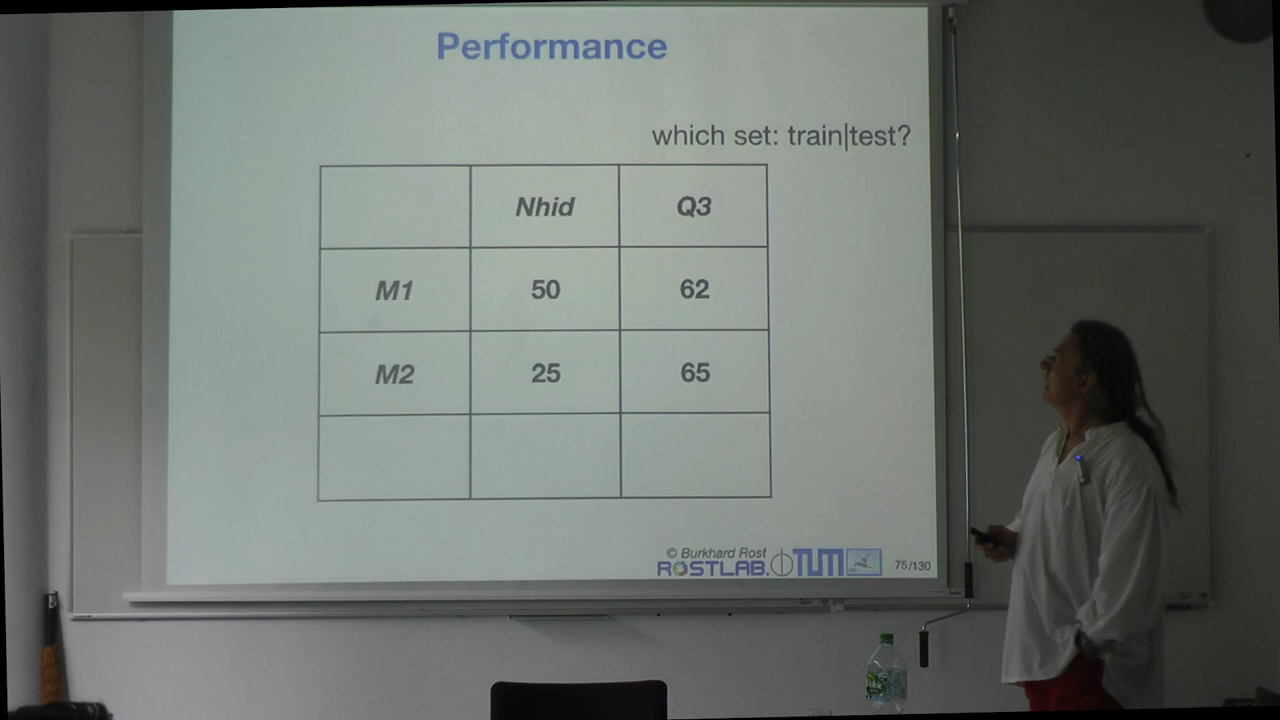 Performance
which set: train|test?
Nhid Q3
M1 50 62
M2 25 65
© Burkhard Rost
ROSTLAB. TUM
75/130